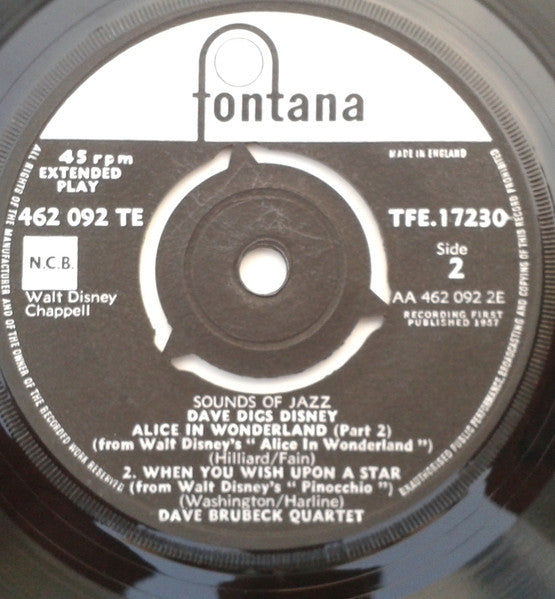 fontana
45 rpm
EXTENDED
PLAY
MADE IN ENGLAND
462 092 TE
TFE.17230
N.C.B.
Side
2
Walt Disney
Chappell
AA 462 092 2E
RECORDING FIRST
PUBLISHED 1957
SOUNDS OF JAZZ
DAVE DIGS DISNEY
ALICE IN WONDERLAND (Part 2)
(from Walt Disney's " Alice In Wonderland ")
(Hilliard/Fain)
2. WHEN YOU WISH UPON A STAR
(from Walt Disney's " Pinocchio ")
(Washington/Harline)
DAVE BRUBECK QUARTET
ALL RIGHTS OF THE MANUFACTURER AND OF THE OWNER OF THE RECORDED WORK RESERVED
UNAUTHORISED PUBLIC PERFORMANCE, BROADCASTING AND COPYING OF THIS RECORD PROHIBITED